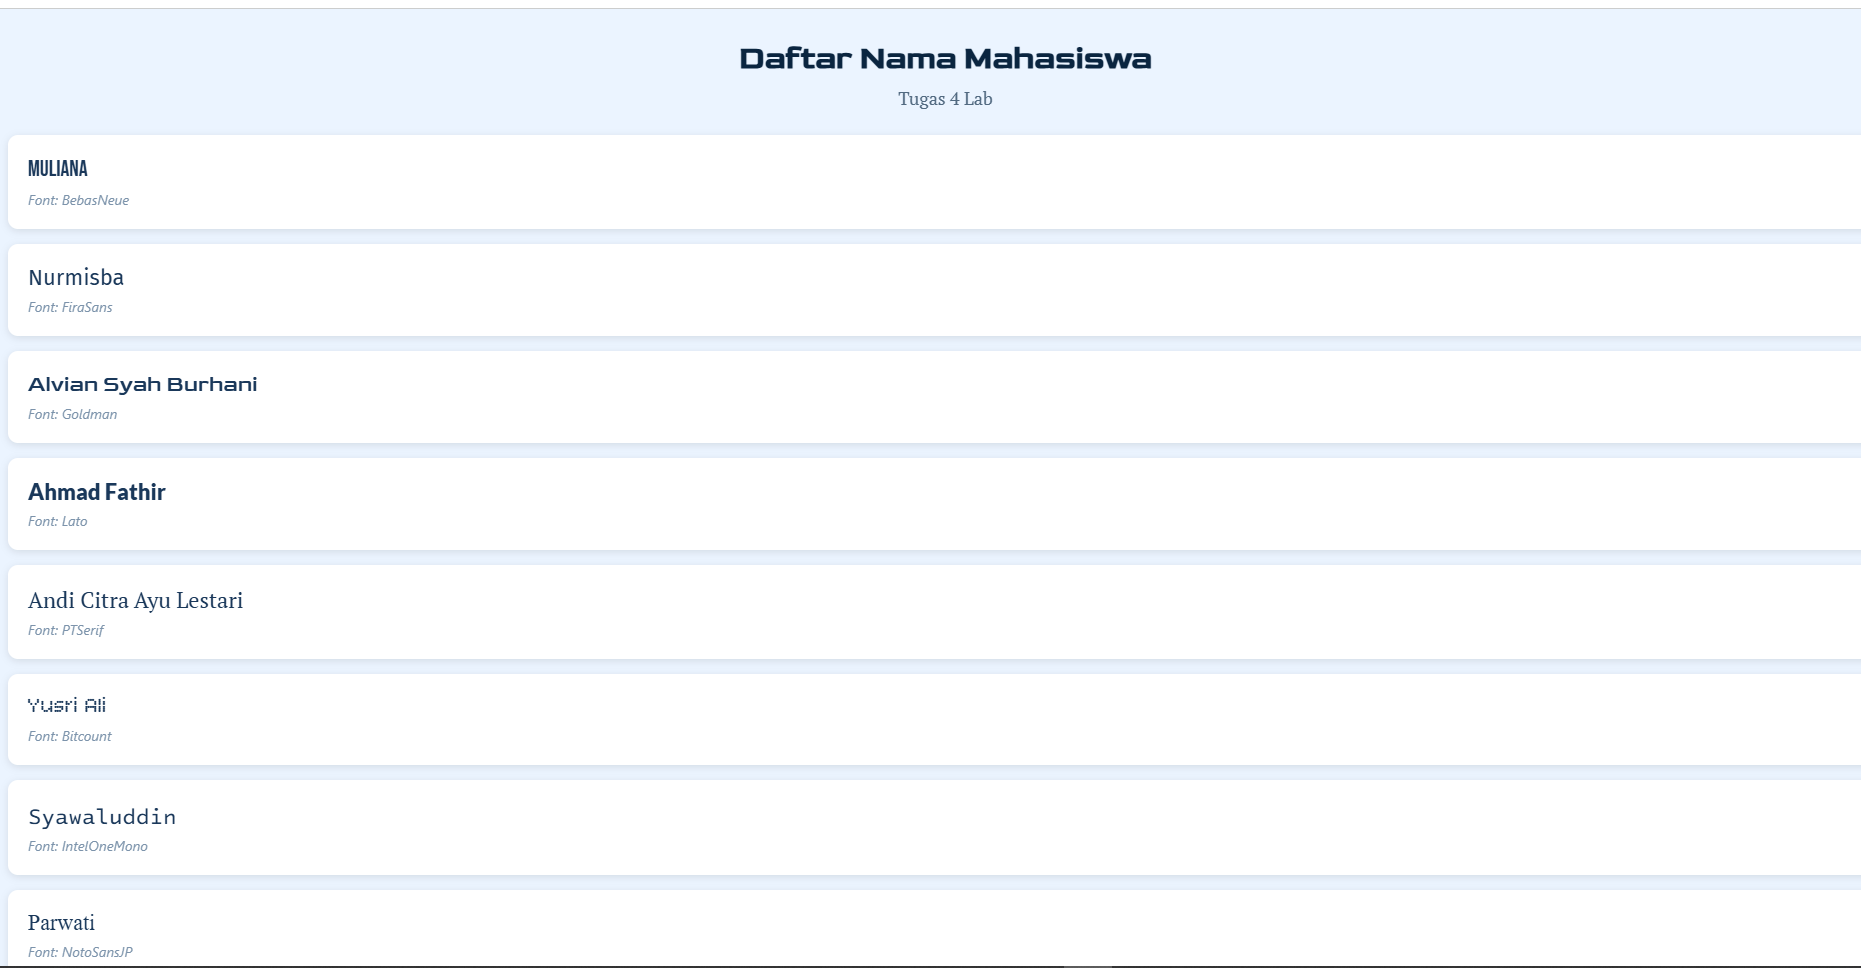 Daftar Nama Mahasiswa
Tugas 4 Lab
MULIANA
Font: BebasNeue
Nurmisba
Font: FiraSans
Alvian Syah Burhani
Font: Goldman
Ahmad Fathir
Font: Lato
Andi Citra Ayu Lestari
Font: PTSerif
Yusri Ali
Font: Bitcount
Syawaluddin
Font: IntelOneMono
Parwati
Font: NotoSansJP